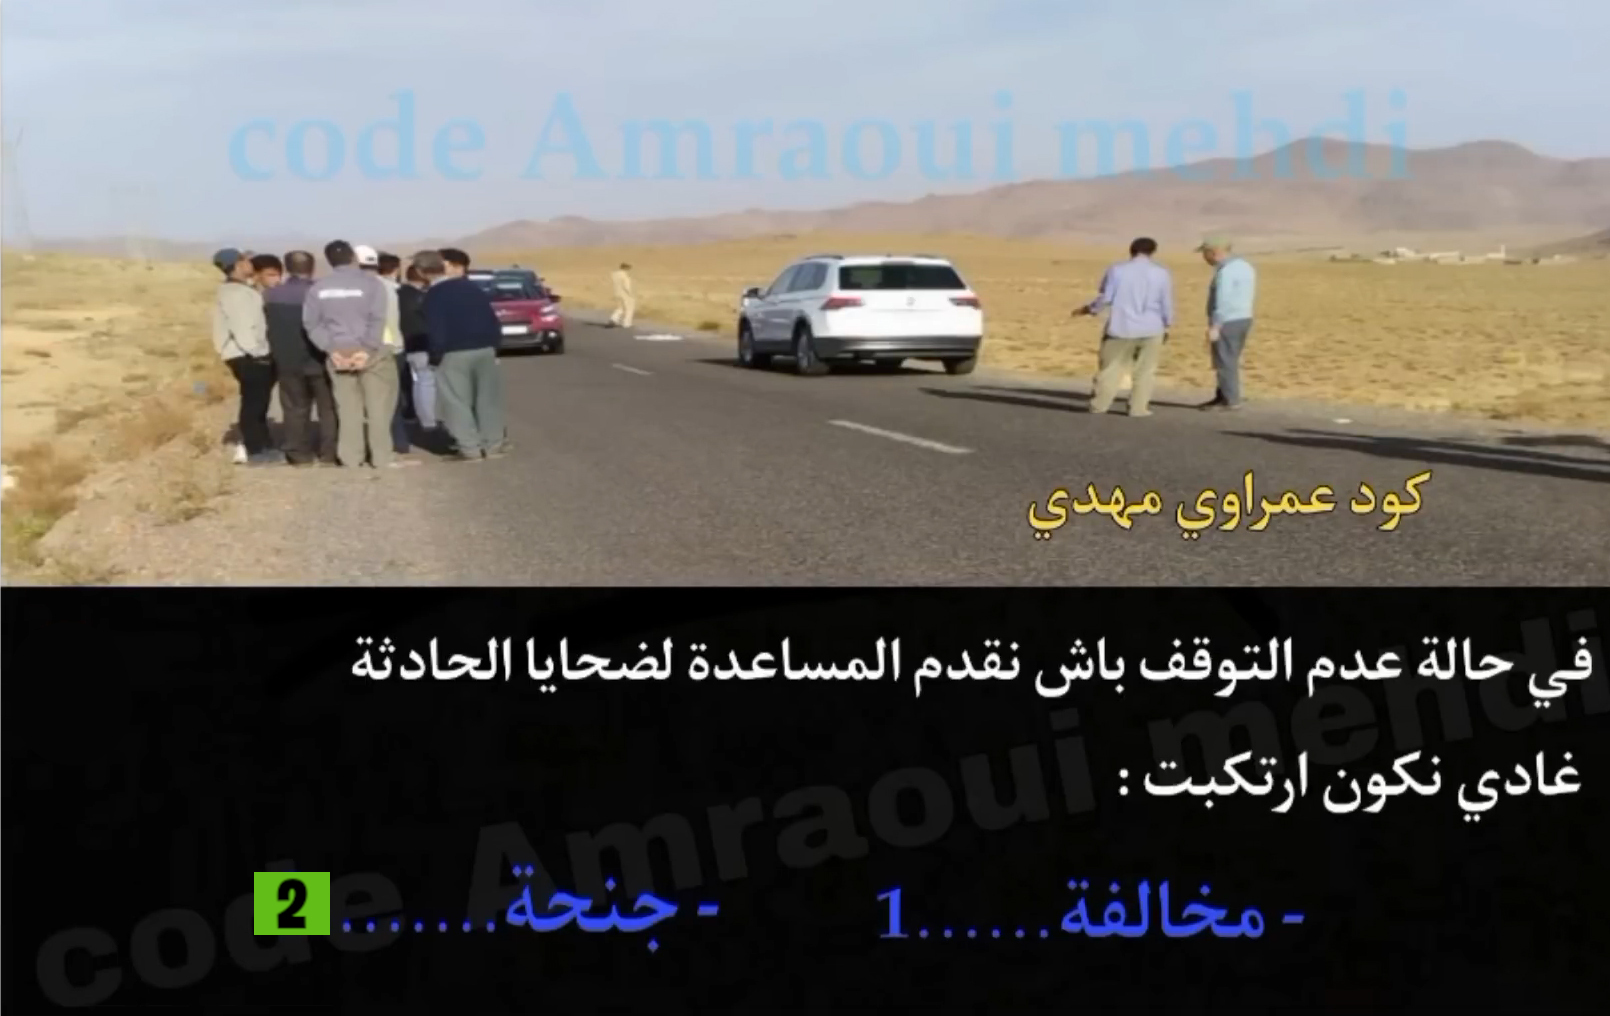 code Amraoui mehdi
كود عمراوي مهدي
في حالة عدم التوقف باش نقدم المساعدة لضحايا الحادثة
غادي نكون ارتكبت :
- مخالفة......1 - جنحة....... 2
code Amraoui mehdi